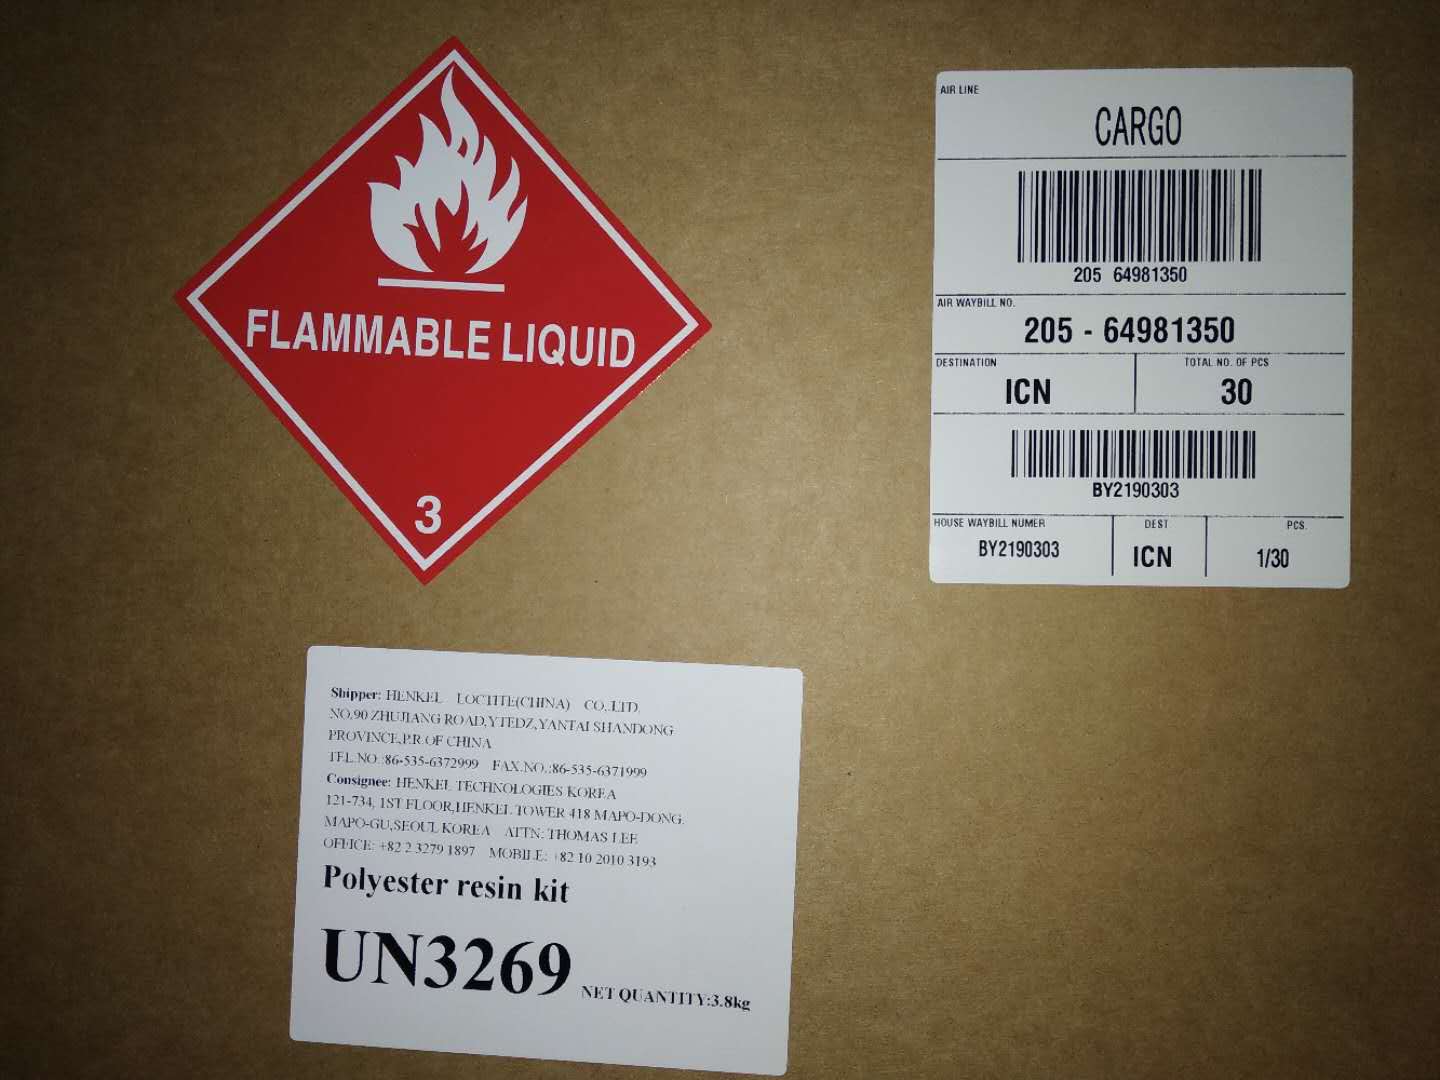 FLAMMABLE LIQUID
3
AIR LINE
CARGO
205 64981350
AIR WAYBILL NO.
205 - 64981350
DESTINATION
TOTAL NO. OF PCS
ICN
30
BY2190303
HOUSE WAYBILL NUMER
DEST
PCS.
BY2190303
ICN
1/30
Shipper: HENKEL LOCTITE(CHINA) CO.,LTD.
NO.90 ZHUJIANG ROAD,YTEDZ,YANTAI SHANDONG
PROVINCE,P.R.OF CHINA
TEL.NO.:86-535-6372999 FAX.NO.:86-535-6371999
Consignee: HENKEL TECHNOLOGIES KOREA
121-734, 1ST FLOOR,HENKEL TOWER 418 MAPO-DONG.
MAPO-GU,SEOUL KOREA ATTN: THOMAS LEE
OFFICE: +82 2 3279 1897 MOBILE: +82 10 2010 3193
Polyester resin kit
UN3269 NET QUANTITY:3.8kg